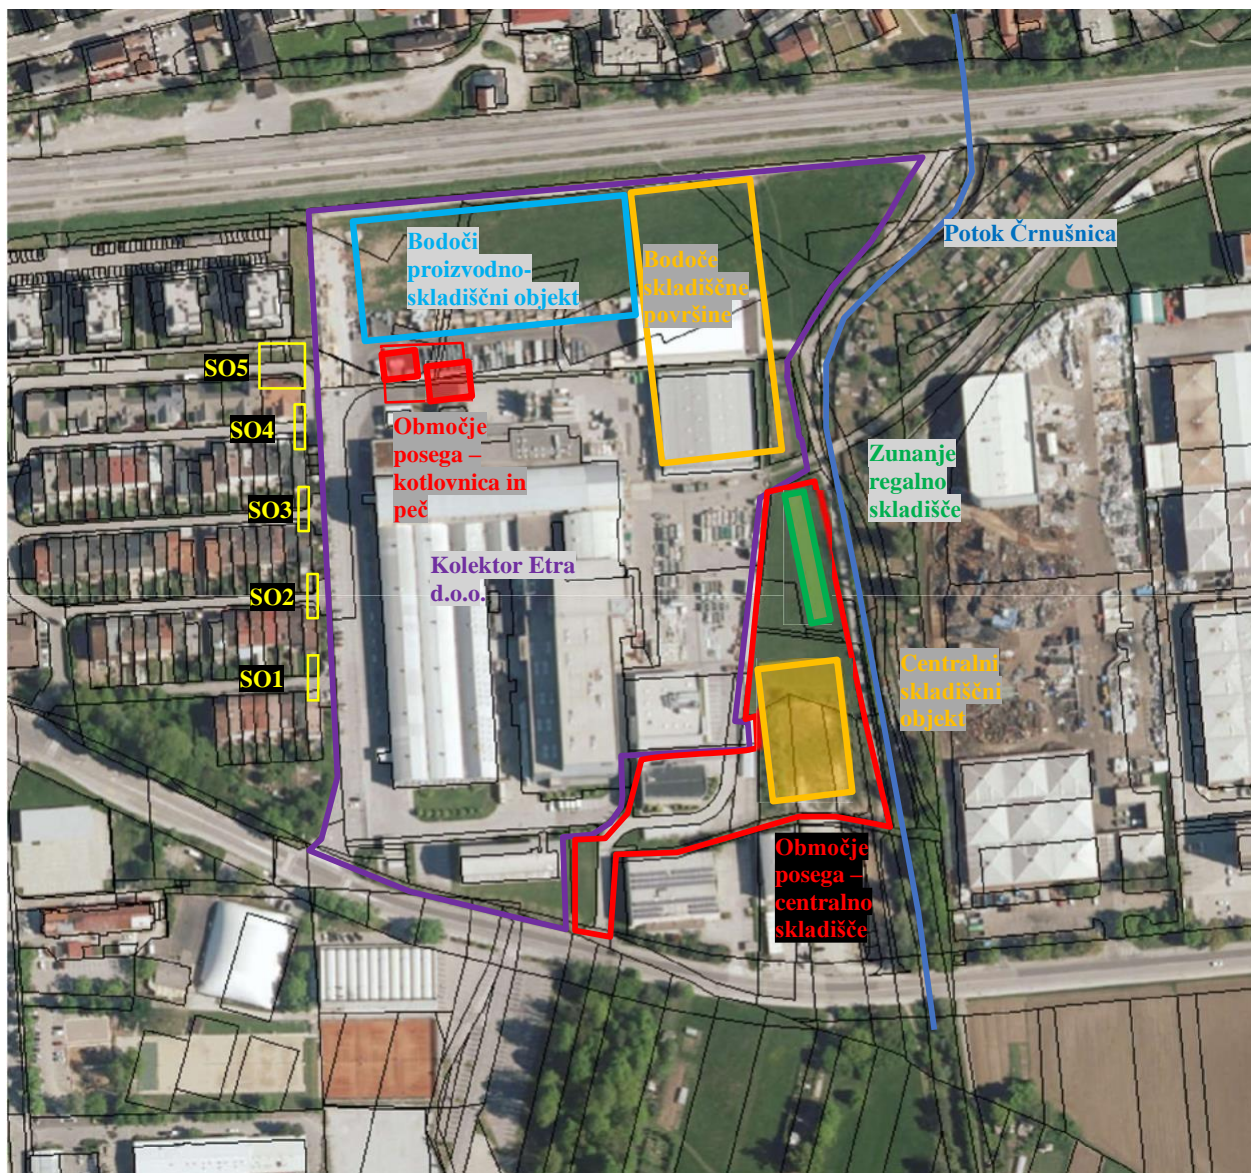 Potok Črnušnica
Bodoči
proizvodno-
skladiščni objekt
Bodoče
skladiščne
površine
SO5
SO4
SO3
SO2
SO1
Območje
posega –
kotlovnica in
peč
Zunanje
regalno
skladišče
Kolektor Etra
d.o.o.
Centralni
skladiščni
objekt
Območje
posega –
centralno
skladišče